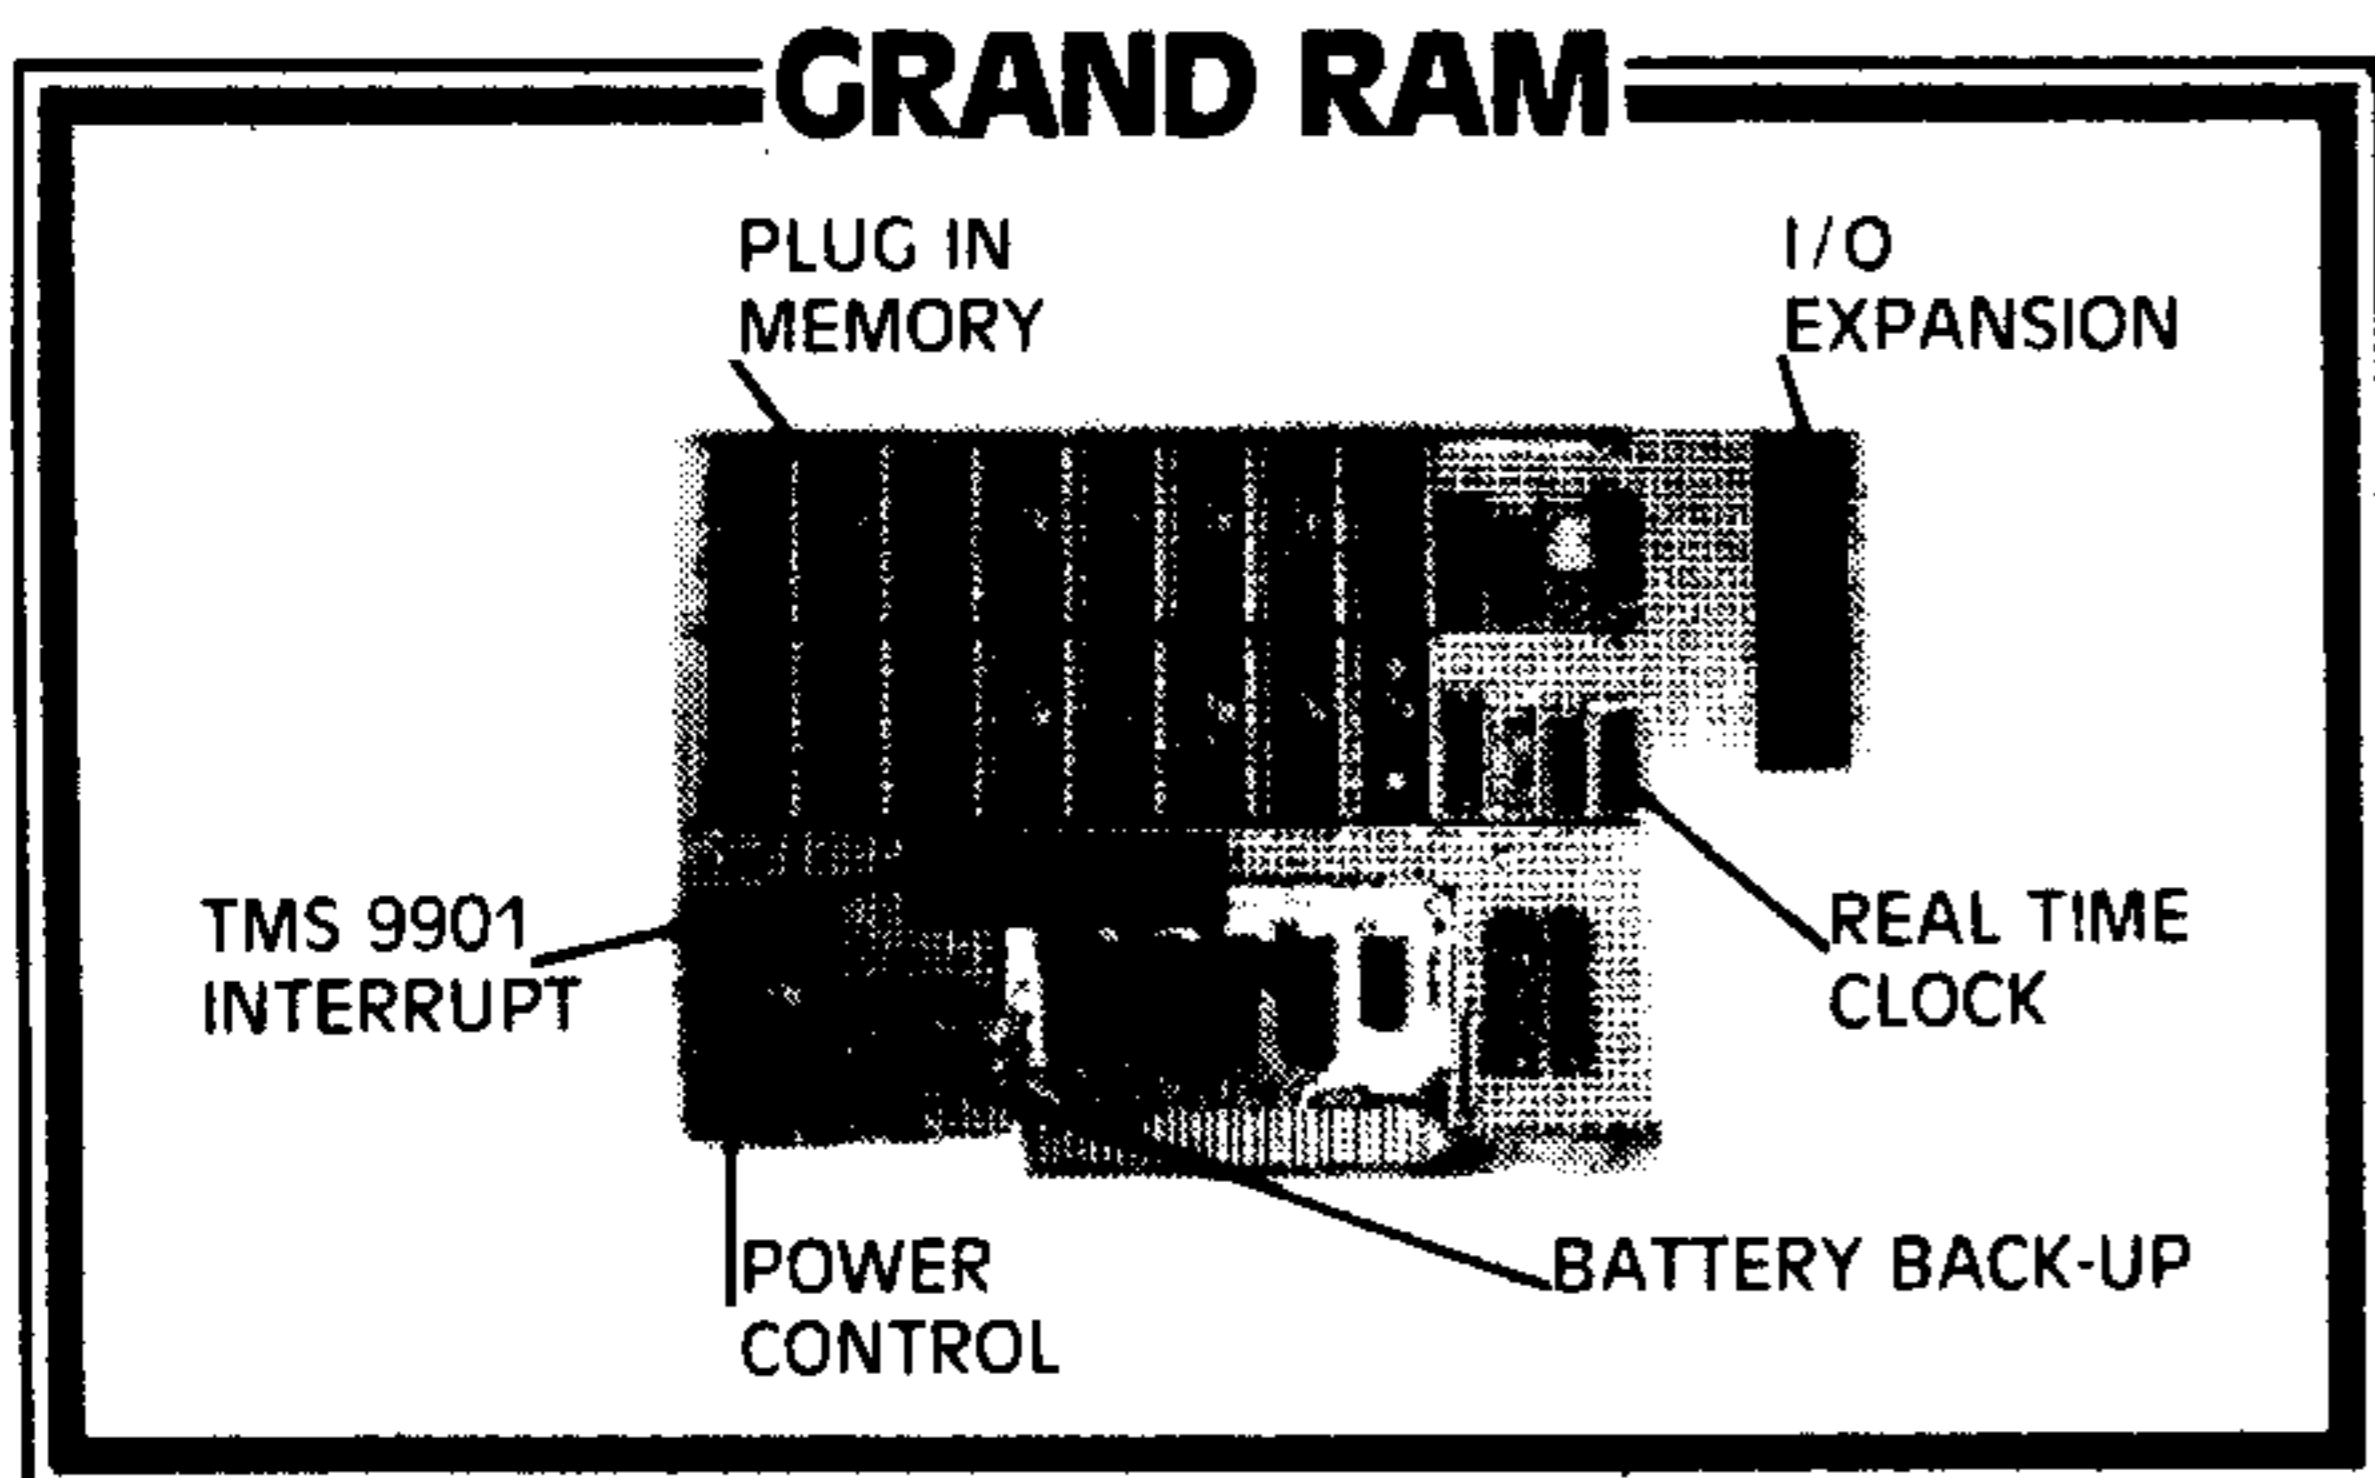 GRAND RAM
PLUG IN
MEMORY
I/O
EXPANSION
TMS 9901
INTERRUPT
REAL TIME
CLOCK
POWER
CONTROL
BATTERY BACK-UP